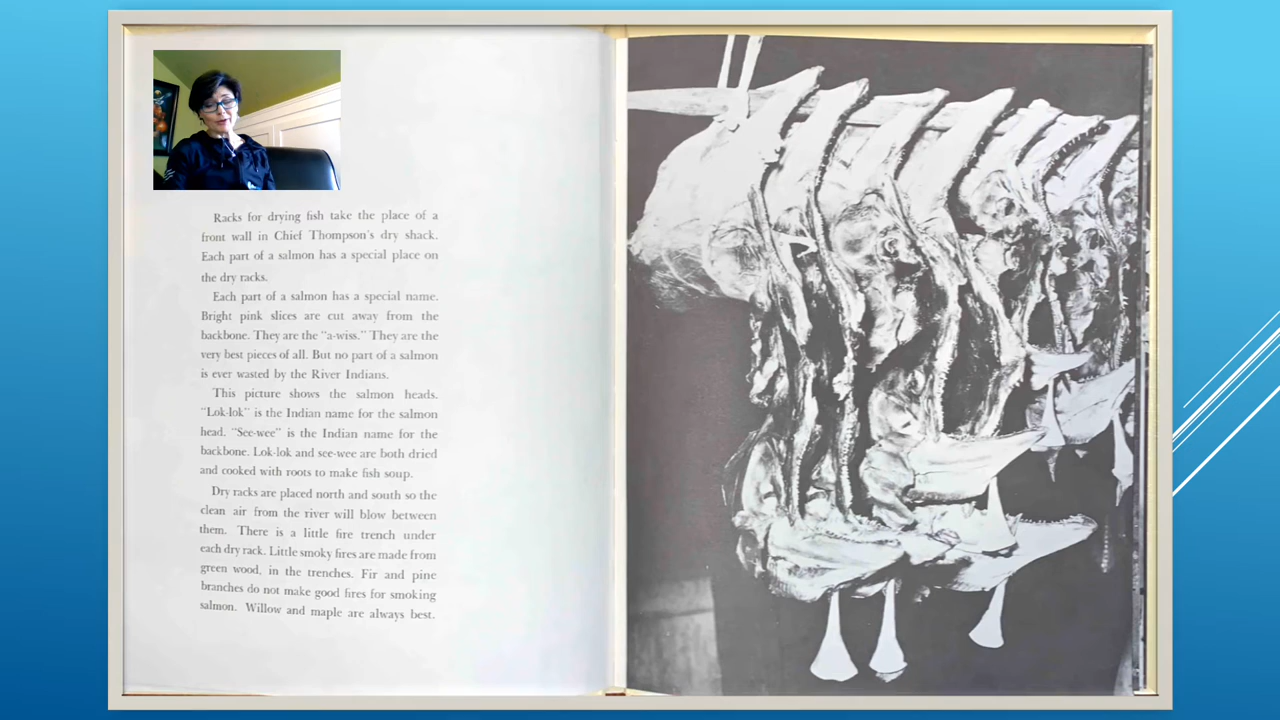 Racks for drying fish take the place of a
front wall in Chief Thompson's dry shack.
Each part of a salmon has a special place on
the dry racks.
Each part of a salmon has a special name.
Bright pink slices are cut away from the
backbone. They are the "a-wiss." They are the
very best pieces of all. But no part of a salmon
is ever wasted by the River Indians.
This picture shows the salmon heads.
"Lok-lok" is the Indian name for the salmon
head. "See-wee" is the Indian name for the
backbone. Lok-lok and see-wee are both dried
and cooked with roots to make fish soup.
Dry racks are placed north and south so the
clean air from the river will blow between
them. There is a little fire trench under
each dry rack. Little smoky fires are made from
green wood, in the trenches. Fir and pine
branches do not make good fires for smoking
salmon. Willow and maple are always best.